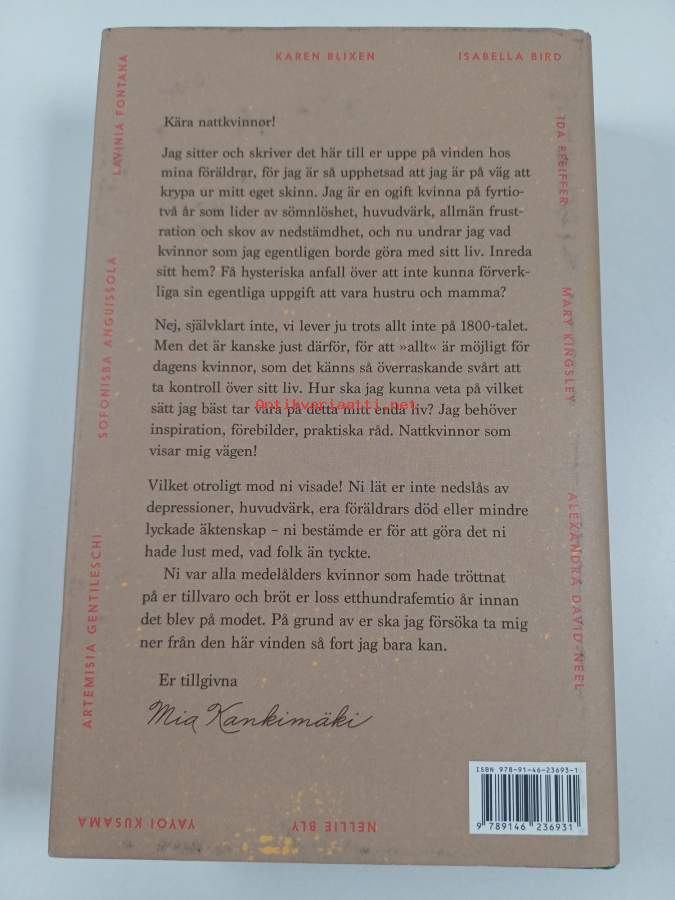 KAREN BLIXEN
ISABELLA BIRD
LAVINIA FONTANA
IDA PFEIFFER
SOFONISBA ANGUISSOLA
MARY KINGSLEY
ARTEMISIA GENTILESCHI
ALEXANDRA DAVID-NEEL
Kära nattkvinnor!
Jag sitter och skriver det här till er uppe på vinden hos
mina föräldrar, för jag är så upphetsad att jag är på väg att
krypa ur mitt eget skinn. Jag är en ogift kvinna på fyrtio-
två år som lider av sömnlöshet, huvudvärk, allmän frust-
ration och skov av nedstämdhet, och nu undrar jag vad
kvinnor som jag egentligen borde göra med sitt liv. Inreda
sitt hem? Få hysteriska anfall över att inte kunna förverk-
liga sin egentliga uppgift att vara hustru och mamma?
Nej, självklart inte, vi lever ju trots allt inte på 1800-talet.
Men det är kanske just därför, för att »allt« är möjligt för
dagens kvinnor, som det känns så överraskande svårt att
ta kontroll över sitt liv. Hur ska jag kunna veta på vilket
sätt jag bäst tar vara på detta mitt enda liv? Jag behöver
inspiration, förebilder, praktiska råd. Nattkvinnor som
visar mig vägen!
Antikvariaatti.net
Vilket otroligt mod ni visade! Ni lät er inte nedslås av
depressioner, huvudvärk, era föräldrars död eller mindre
lyckade äktenskap – ni bestämde er för att göra det ni
hade lust med, vad folk än tyckte.
Ni var alla medelålders kvinnor som hade tröttnat
på er tillvaro och bröt er loss etthundrafemtio år innan
det blev på modet. På grund av er ska jag försöka ta mig
ner från den här vinden så fort jag bara kan.
Er tillgivna
Mia Kankimäki
ISBN 978-91-46-23693-1
9 789146 236931
YAYOI KUSAMA
NELLIE BLY